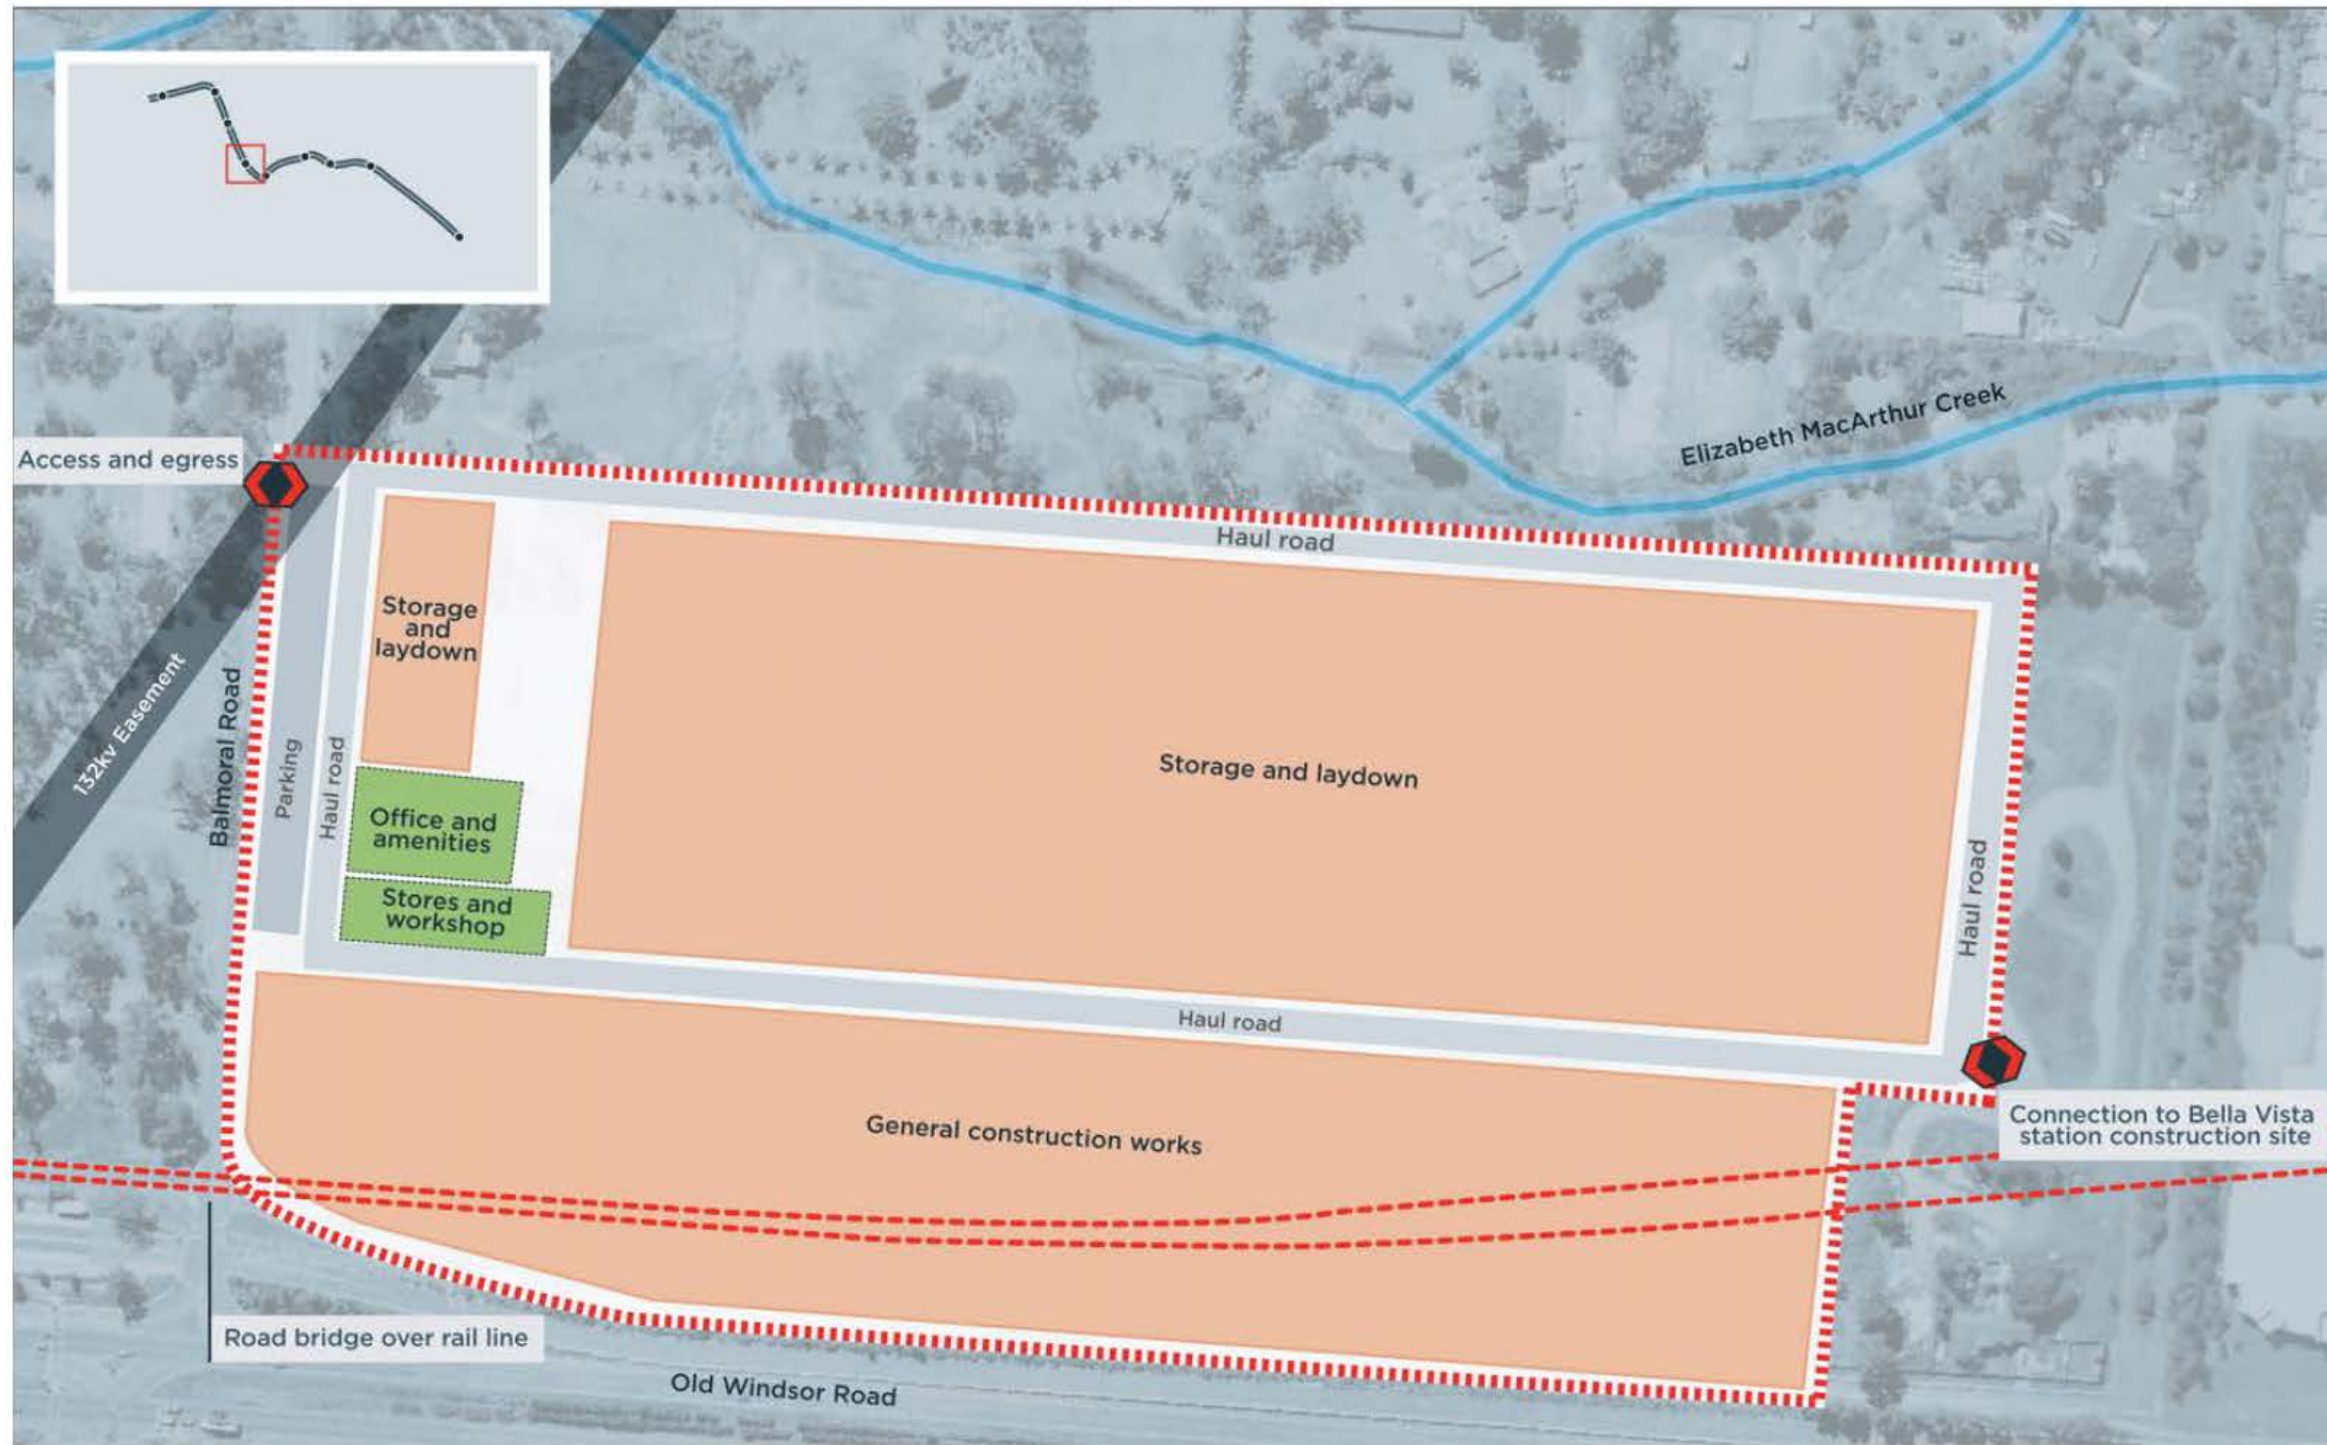 Access and egress
Elizabeth MacArthur Creek
Haul road
132kv Easement
Balmoral Road
Parking
Haul road
Storage
and
laydown
Office and
amenities
Stores and
workshop
Storage and laydown
Haul road
Haul road
General construction works
Connection to Bella Vista
station construction site
Road bridge over rail line
Old Windsor Road